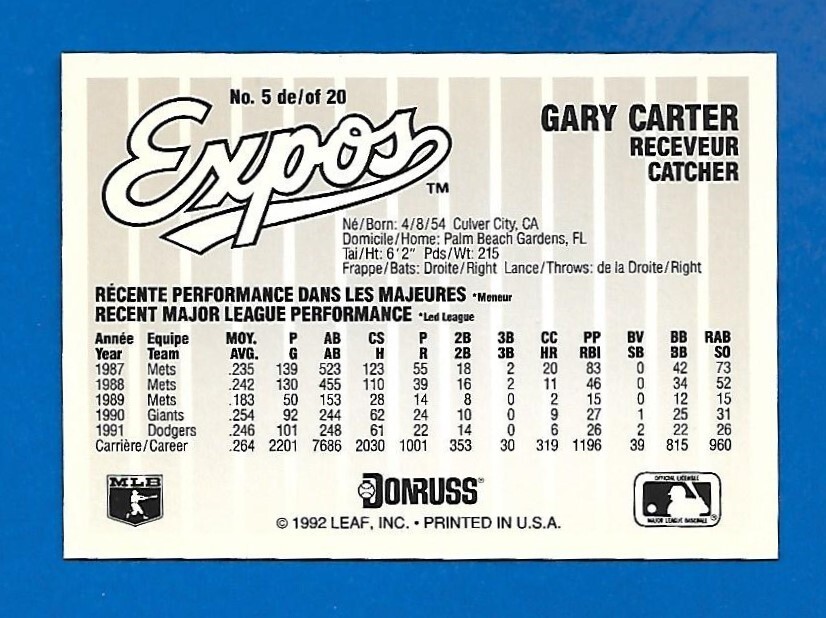 No. 5 de/of 20
Expos TM
GARY CARTER
RECEVEUR
CATCHER
Né/Born: 4/8/54 Culver City, CA
Domicile/Home: Palm Beach Gardens, FL
Tai/Ht: 6'2" Pds/Wt: 215
Frappe/Bats: Droite/Right Lance/Throws: de la Droite/Right
RÉCENTE PERFORMANCE DANS LES MAJEURES *Meneur
RECENT MAJOR LEAGUE PERFORMANCE *Led League
Année Equipe MOY. P AB CS P 2B 3B CC PP BV BB RAB
Year Team AVG. G AB H R 2B 3B HR RBI SB BB SO
1987 Mets .235 139 523 123 55 18 2 20 83 0 42 73
1988 Mets .242 130 455 110 39 16 2 11 46 0 34 52
1989 Mets .183 50 153 28 14 8 0 2 15 0 12 15
1990 Giants .254 92 244 62 24 10 0 9 27 1 25 31
1991 Dodgers .246 101 248 61 22 14 0 6 26 2 22 26
Carrière/Career .264 2201 7686 2030 1001 353 30 319 1196 39 815 960
MLB
DONRUSS®
OFFICIAL LICENSEE
MAJOR LEAGUE BASEBALL ®
© 1992 LEAF, INC. • PRINTED IN U.S.A.